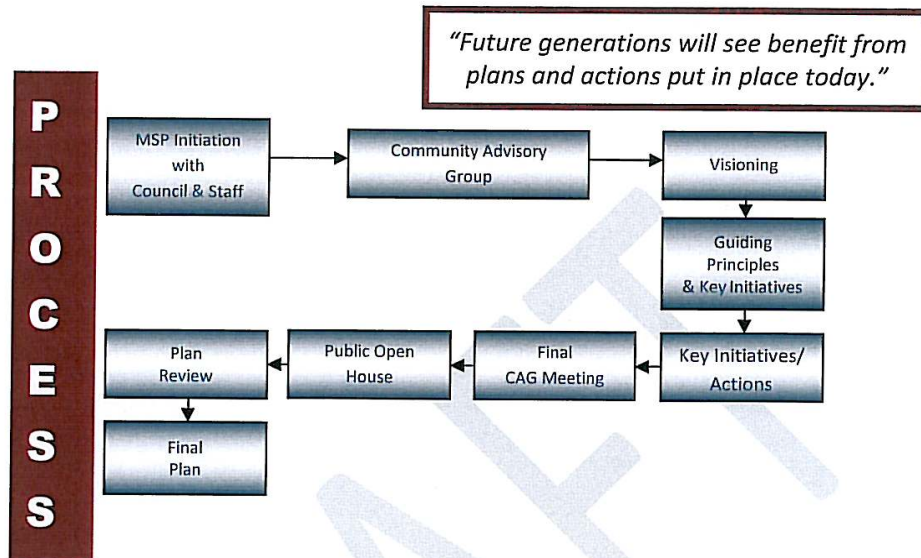 “Future generations will see benefit from
plans and actions put in place today.”
PROCESS
MSP Initiation
with
Council & Staff
Community Advisory
Group
Visioning
Guiding
Principles
& Key Initiatives
Key Initiatives/
Actions
Final
CAG Meeting
Public Open
House
Plan
Review
Final
Plan